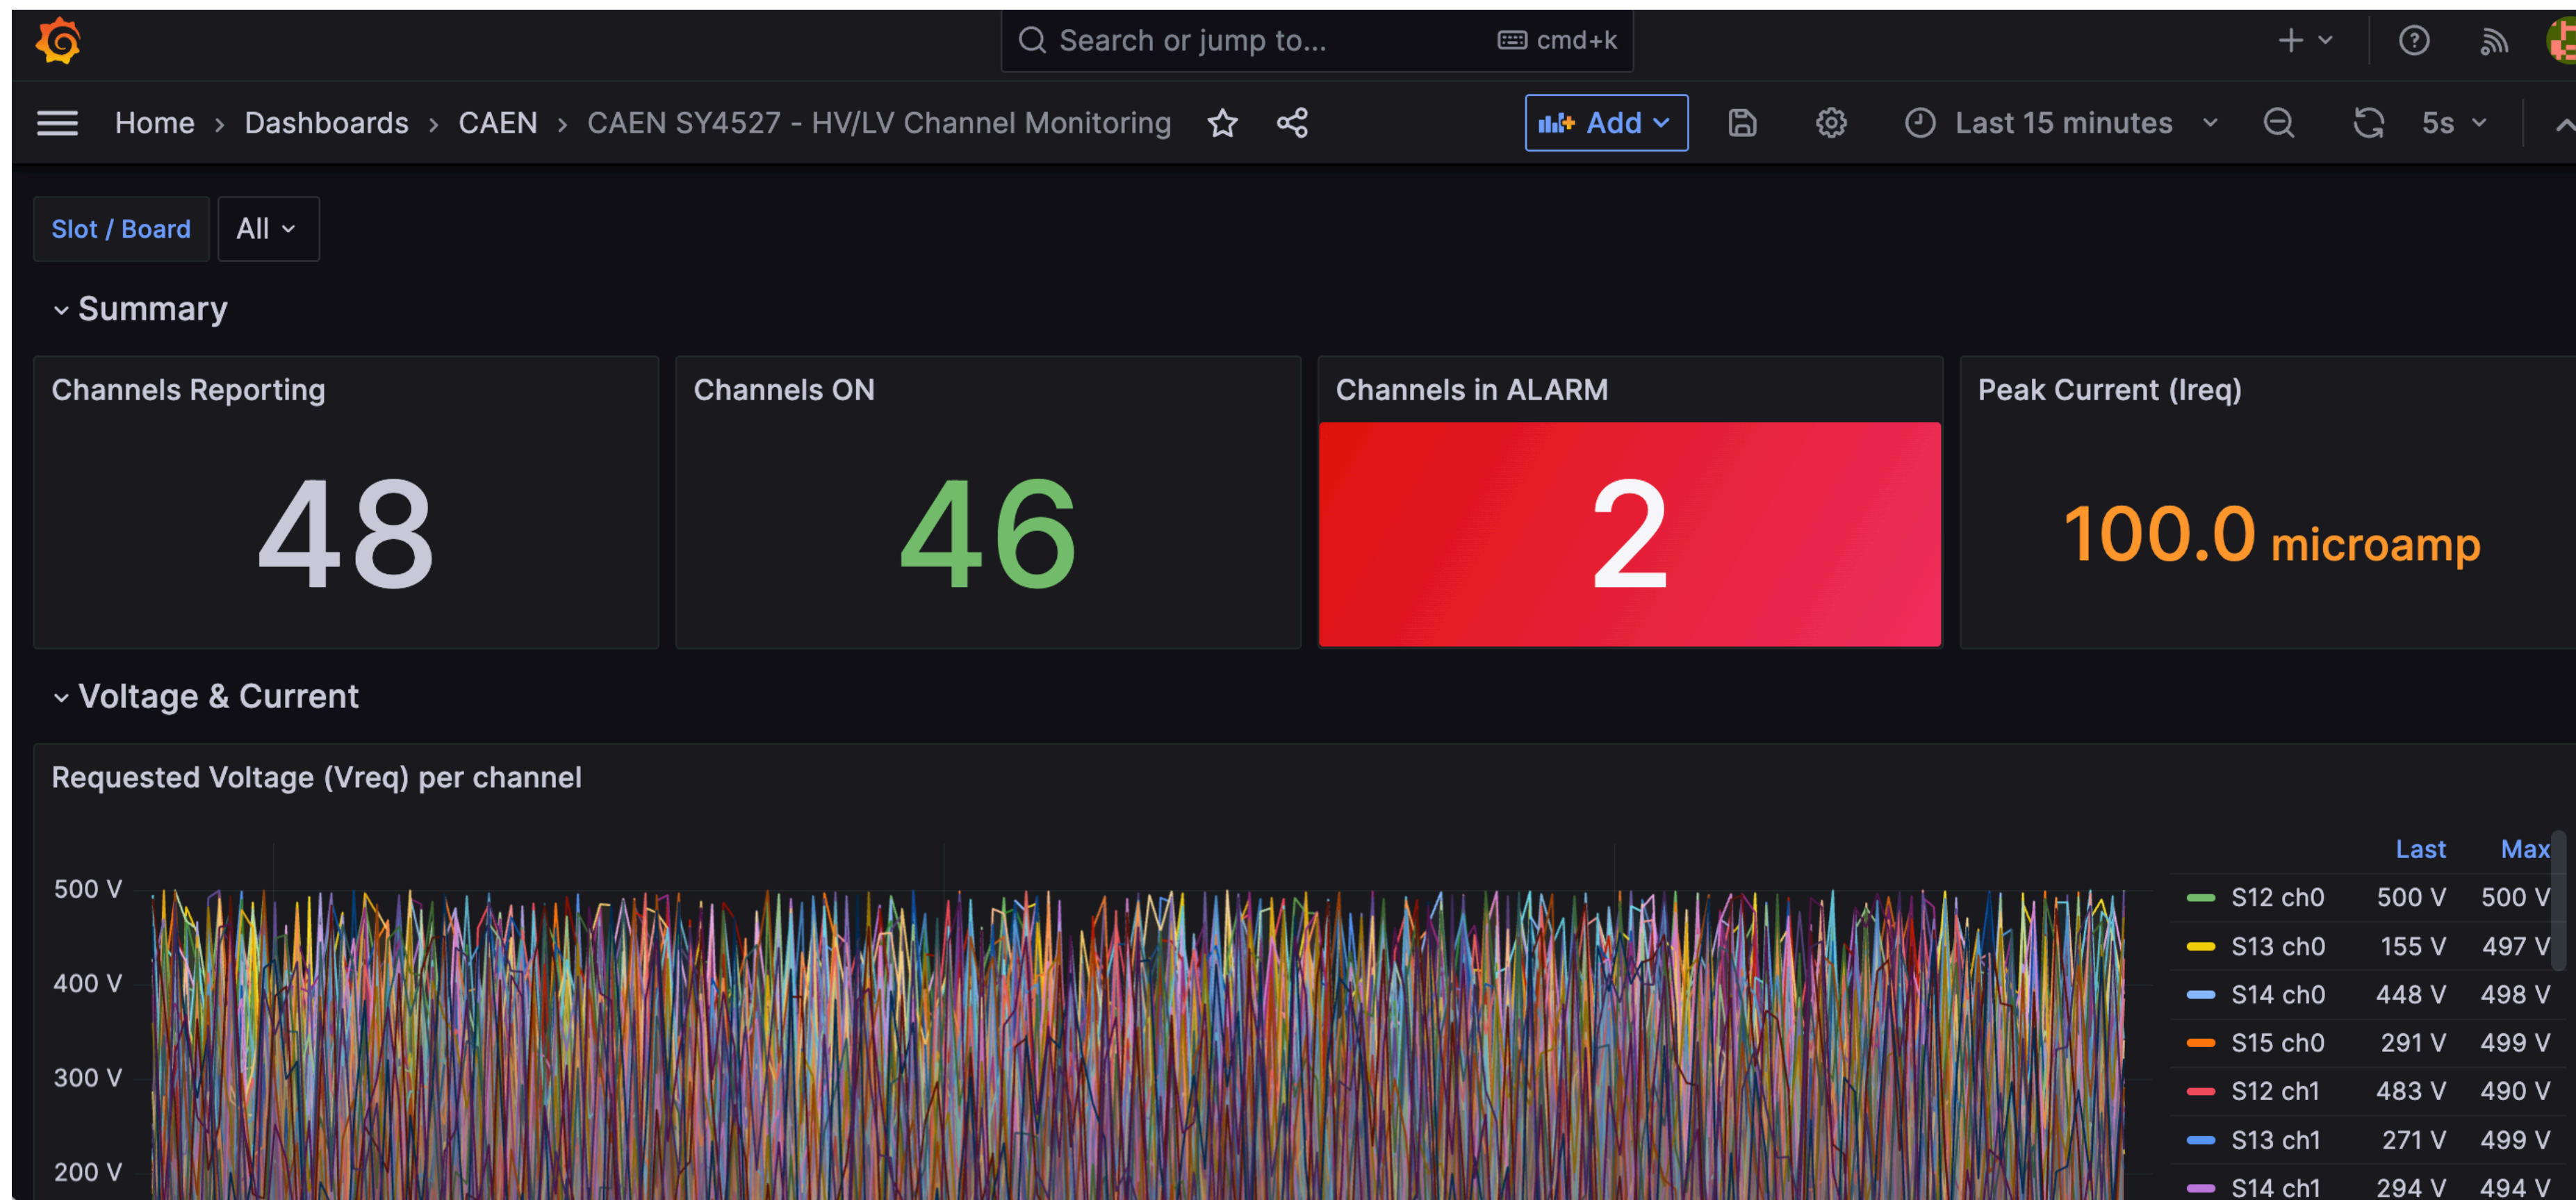 Search or jump to... cmd+k
Home > Dashboards > CAEN > CAEN SY4527 - HV/LV Channel Monitoring Add Last 15 minutes 5s
Slot / Board All
Summary
Channels Reporting
48
Channels ON
46
Channels in ALARM
2
Peak Current (Ireq)
100.0 microamp
Voltage & Current
Requested Voltage (Vreq) per channel
500 V
400 V
300 V
200 V
Last Max
S12 ch0 500 V 500 V
S13 ch0 155 V 497 V
S14 ch0 448 V 498 V
S15 ch0 291 V 499 V
S12 ch1 483 V 490 V
S13 ch1 271 V 499 V
S14 ch1 294 V 494 V